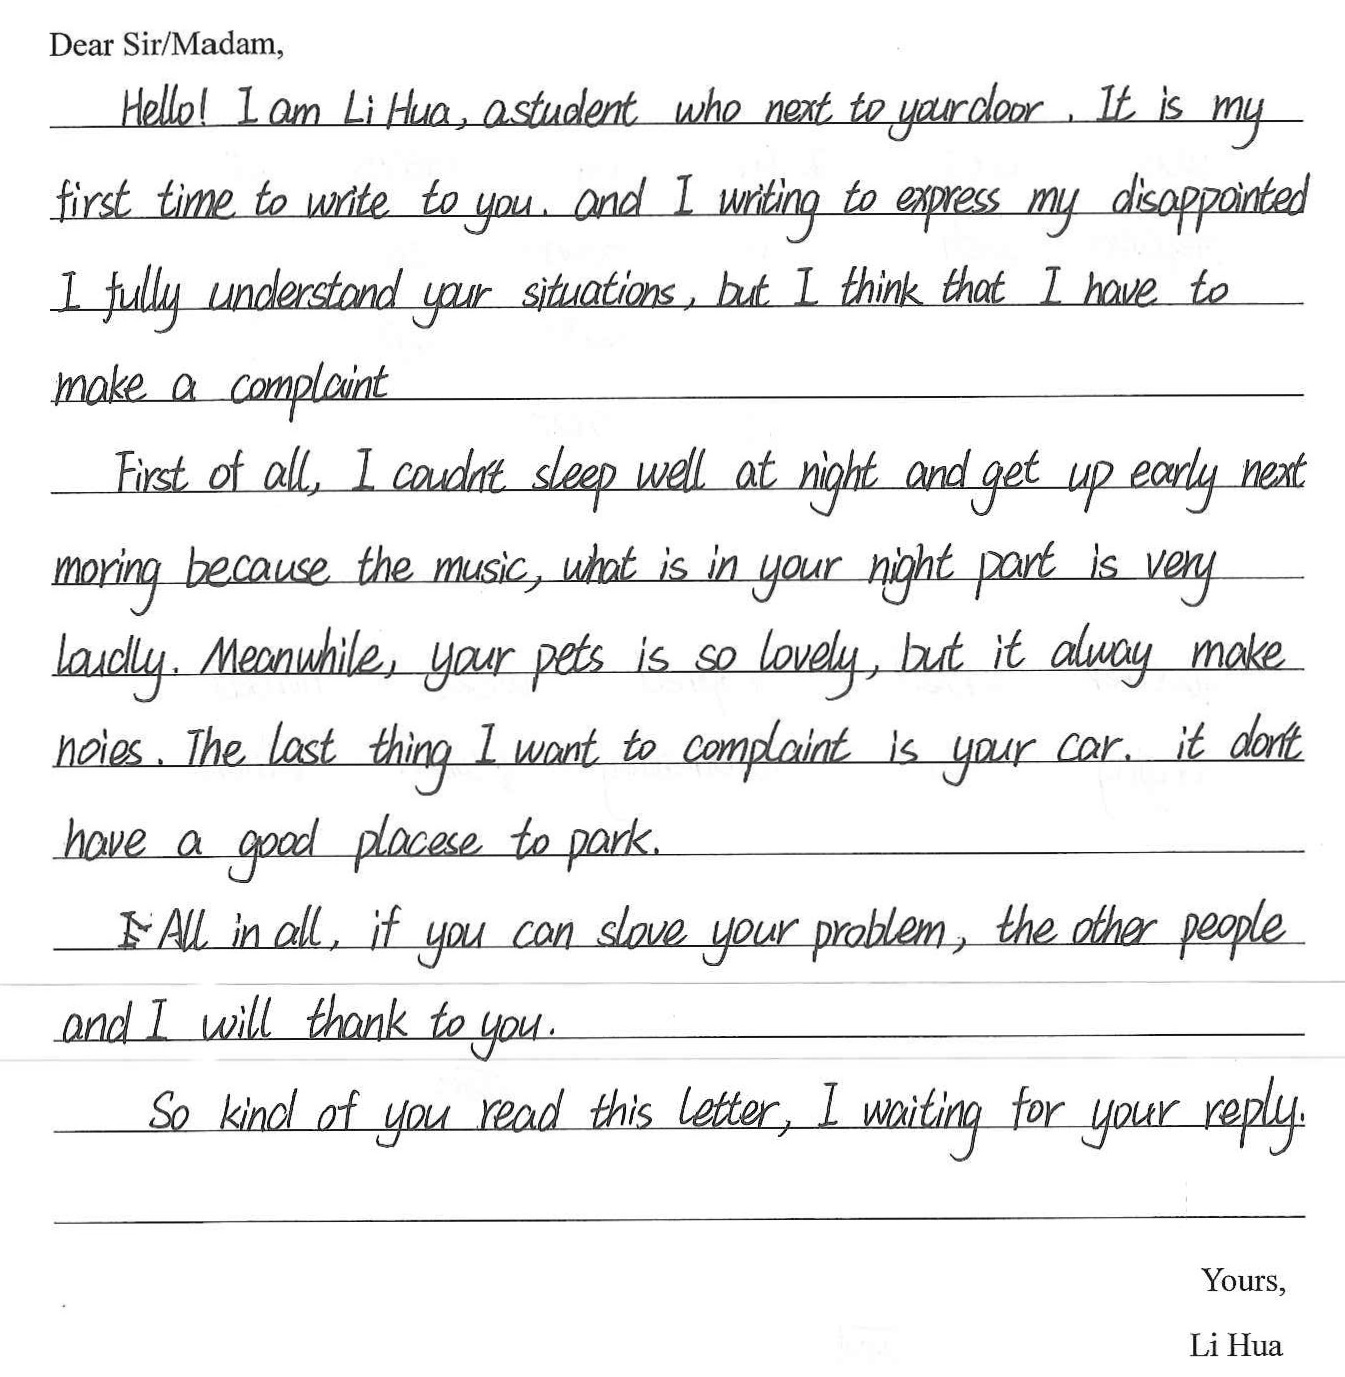 Dear Sir/Madam,
Hello! I am Li Hua, a student who next to your door. It is my
first time to write to you. and I writing to express my disappointed
I fully understand your situations, but I think that I have to
make a complaint
First of all, I coudn't sleep well at night and get up early next
moring because the music, what is in your night part is very
loudly. Meanwhile, your pets is so lovely, but it alway make
noies. The last thing I want to complaint is your car. it don't
have a good placese to park.
All in all, if you can slove your problem, the other people
and I will thank to you.
So kind of you read this letter, I waiting for your reply.
Yours,
Li Hua